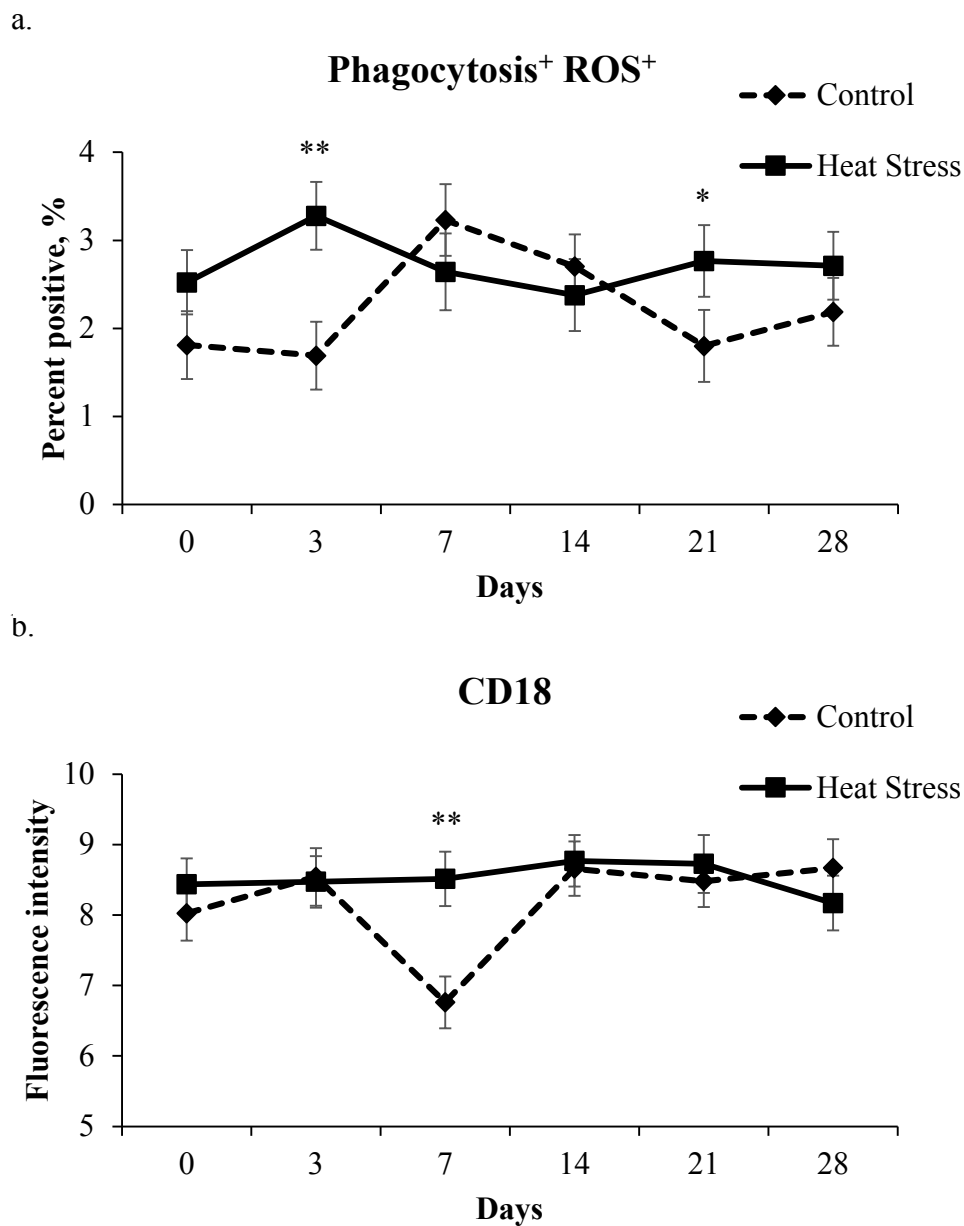 a.
Phagocytosis⁺ ROS⁺
Control
Heat Stress
**
*
4
3
2
1
0
Percent positive, %
0 3 7 14 21 28
Days
b.
CD18
Control
Heat Stress
**
10
9
8
7
6
5
Fluorescence intensity
0 3 7 14 21 28
Days